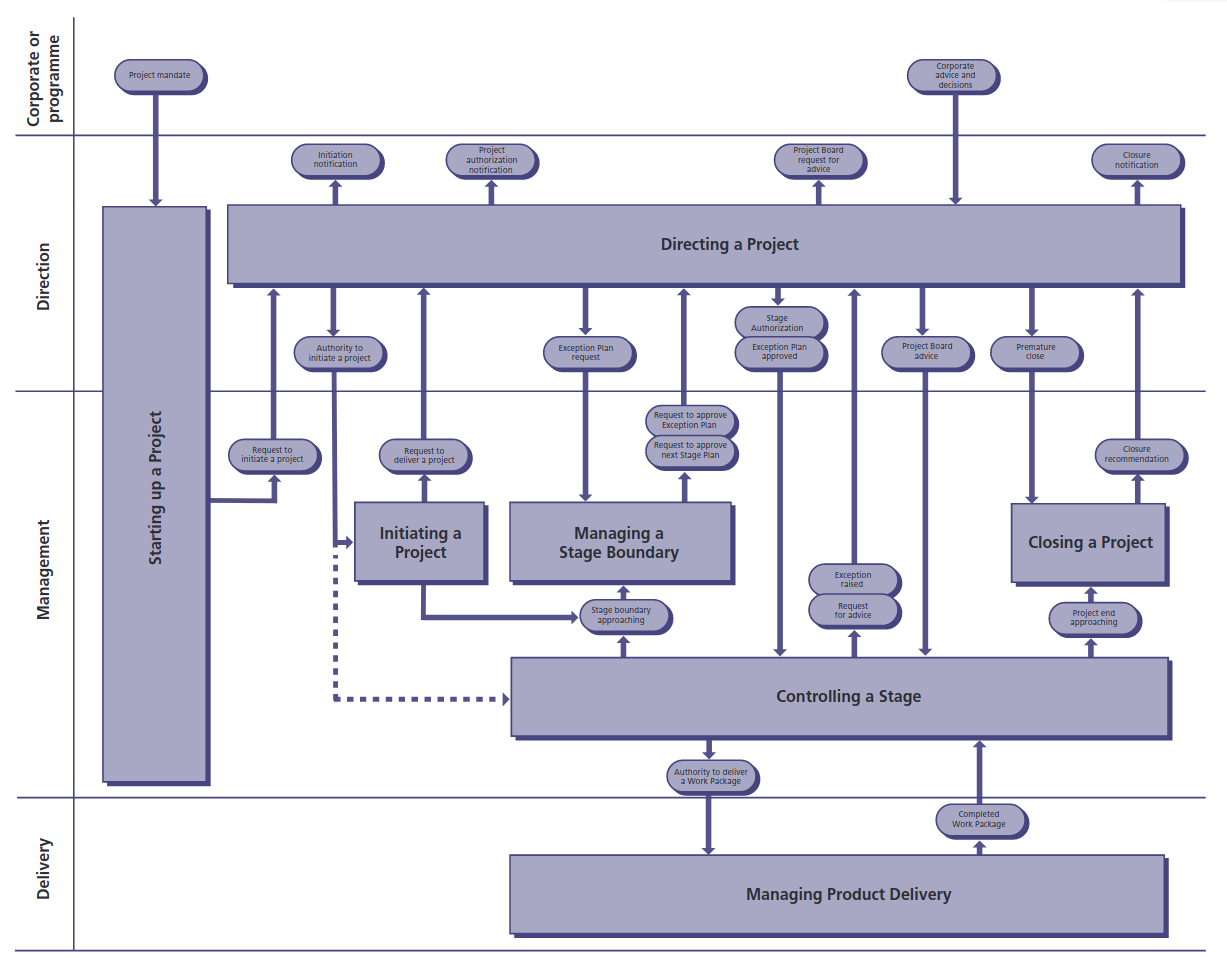 Corporate or
programme
Project mandate
Corporate
advice and
decisions
Direction
Initiation
notification
Project
authorization
notification
Project Board
request for
advice
Closure
notification
Directing a Project
Authority to
initiate a project
Exception Plan
request
Stage
Authorization
Exception Plan
approved
Project Board
advice
Premature
close
Management
Starting up a Project
Request to
initiate a project
Request to
deliver a project
Request to approve
Exception Plan
Request to approve
next Stage Plan
Closure
recommendation
Initiating a
Project
Managing a
Stage Boundary
Closing a Project
Exception
raised
Request
for advice
Stage boundary
approaching
Project end
approaching
Controlling a Stage
Authority to deliver
a Work Package
Delivery
Completed
Work Package
Managing Product Delivery